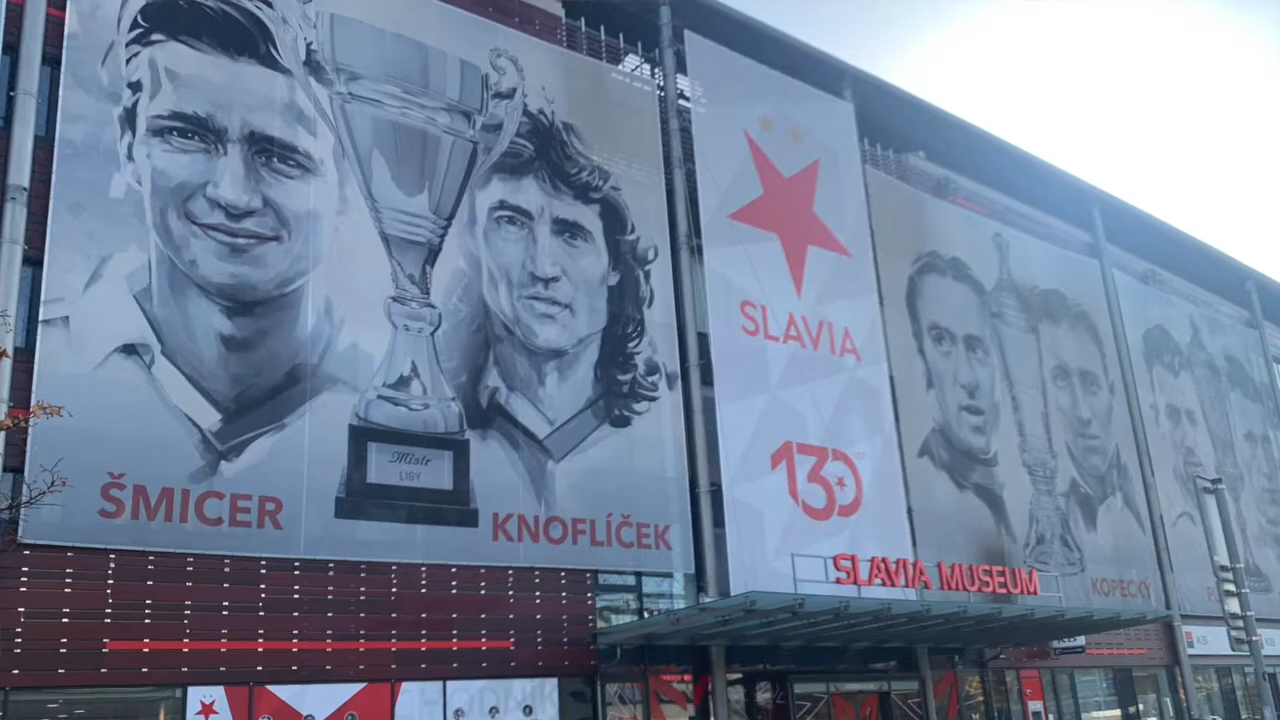 Mistr
LIGY
ŠMICER
KNOFLÍČEK
SLAVIA
130
SLAVIA MUSEUM
KOPECKÝ
KB